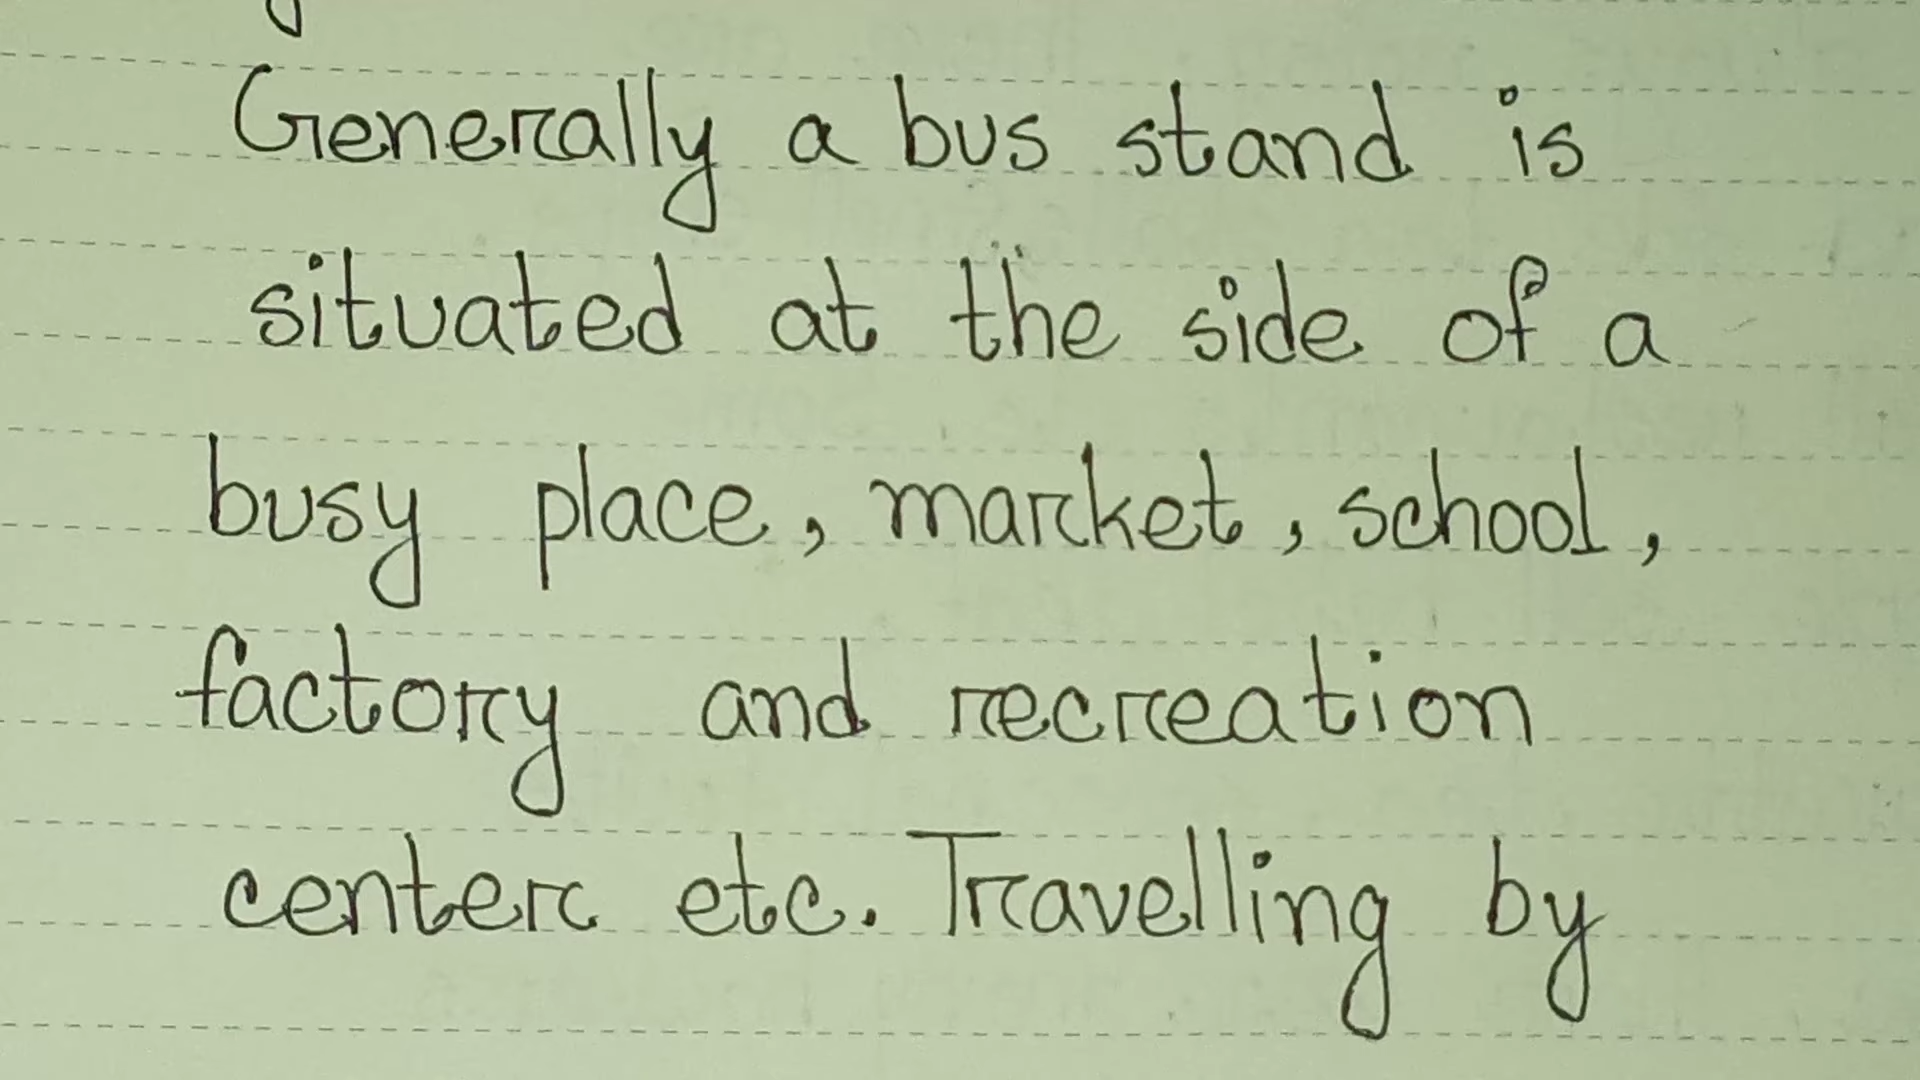 Generally a bus stand is
situated at the side of a
busy place, market, school,
factory and recreation
center etc. Travelling by